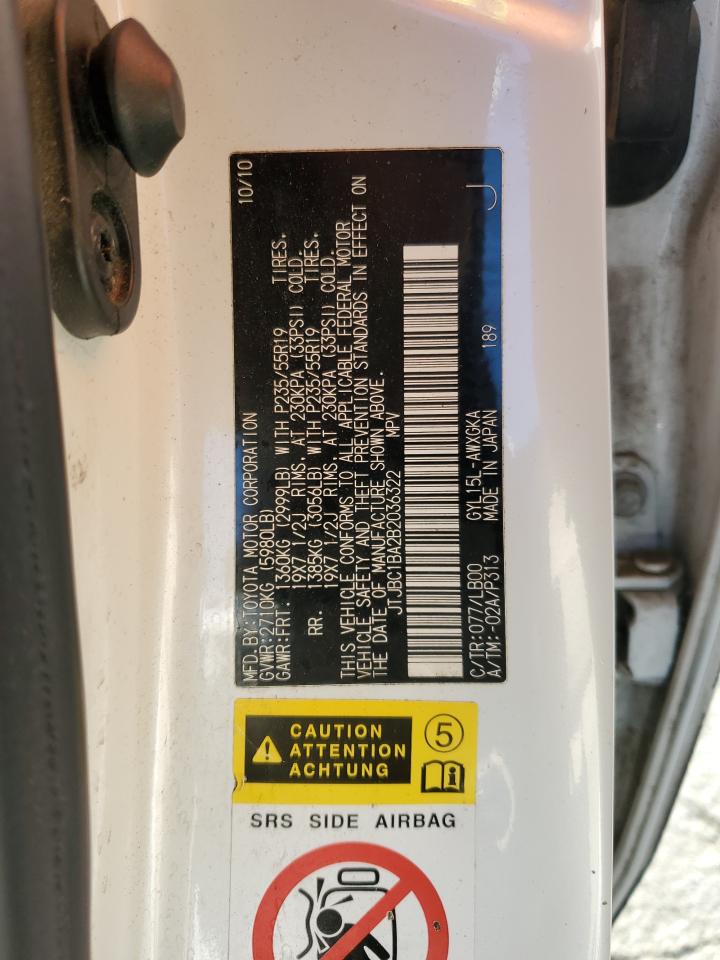 MFD.BY:TOYOTA MOTOR CORPORATION 10/10
GVWR:2710KG (5980LB)
GAWR:FRT: 1360KG (2999LB) WITH P235/55R19 TIRES.
19X7 1/2J RIMS, AT 230KPA (33PSI) COLD.
RR. 1385KG (3056LB) WITH P235/55R19 TIRES.
19X7 1/2J RIMS, AT 230KPA (33PSI) COLD.
THIS VEHICLE CONFORMS TO ALL APPLICABLE FEDERAL MOTOR
VEHICLE SAFETY AND THEFT PREVENTION STANDARDS IN EFFECT ON
THE DATE OF MANUFACTURE SHOWN ABOVE.
JTJBC1BA2B2036322 MPV
C/TR:077/LB00 GYL15L-AWXGKA
A/TM:-02A/P313 MADE IN JAPAN 189 J
CAUTION
ATTENTION
ACHTUNG
5
SRS SIDE AIRBAG